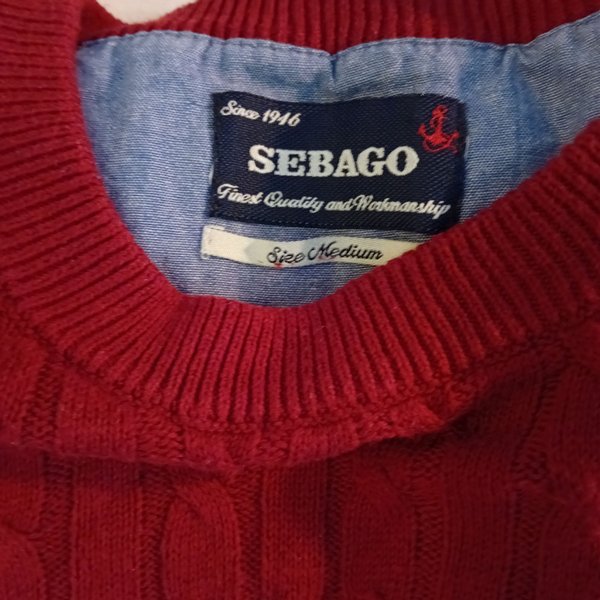 Since 1946
SEBAGO
Finest Quality and Workmanship
Size Medium